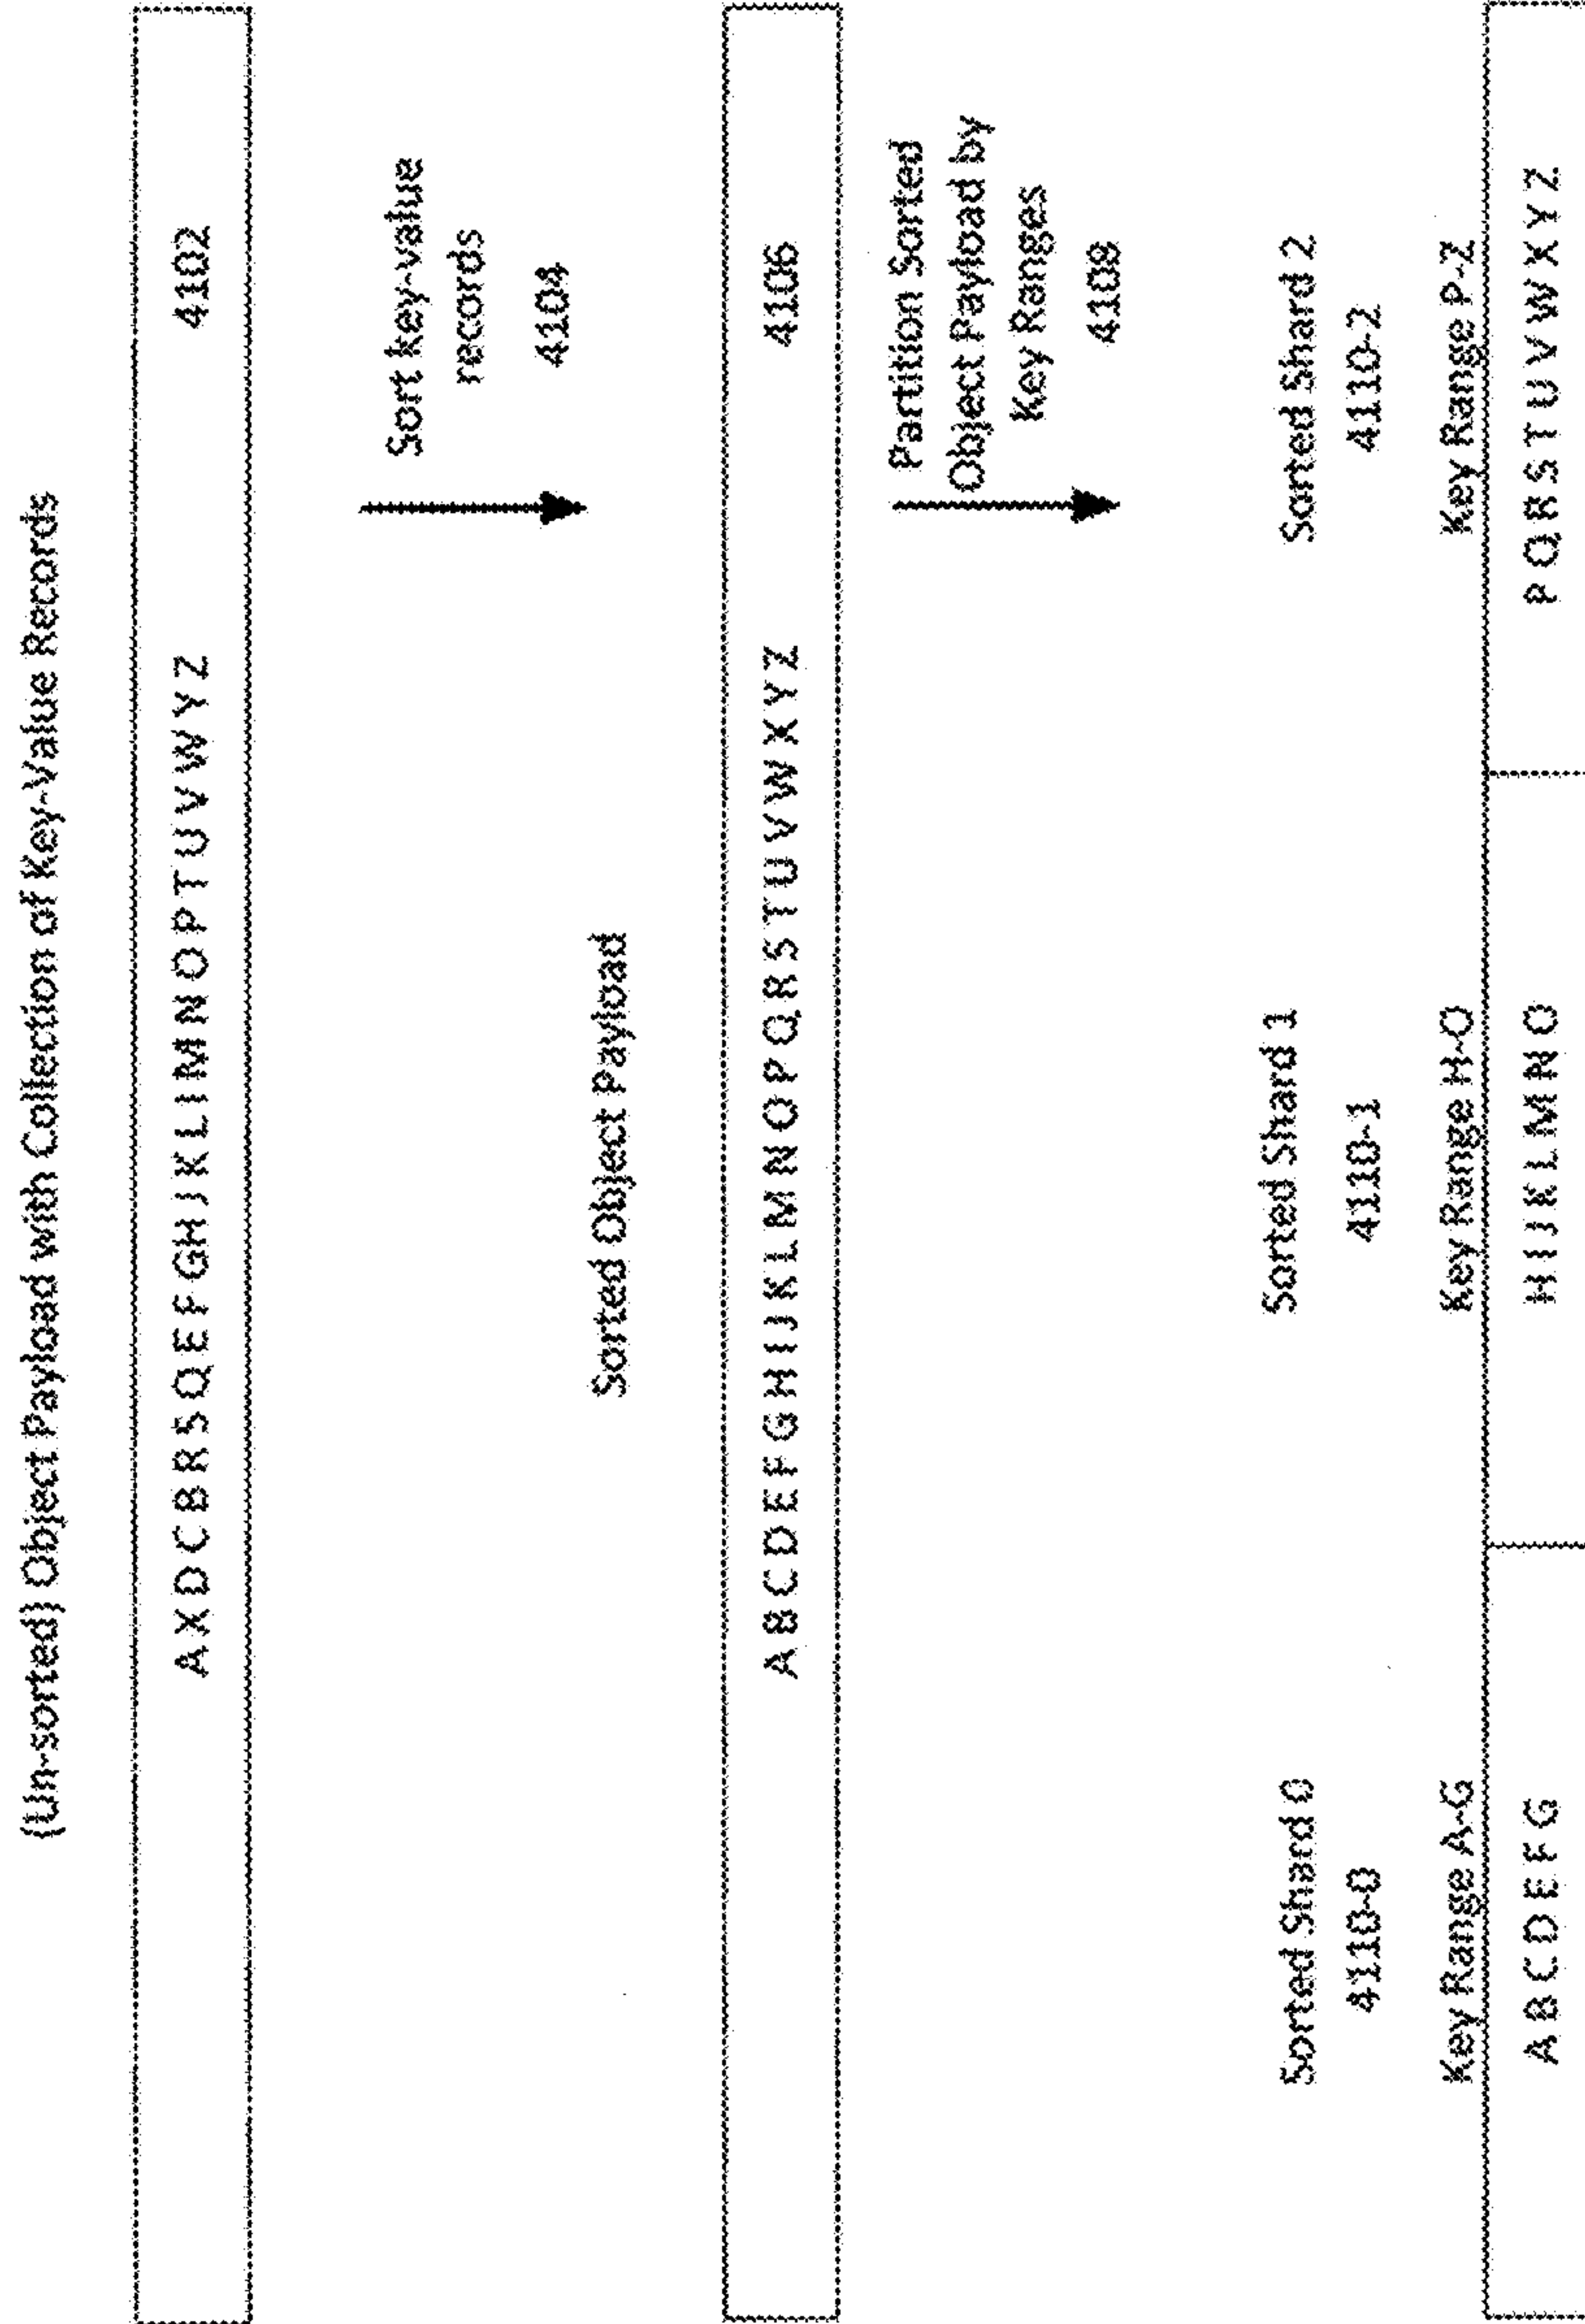 (Un-sorted) Object Payload with Collection of Key-Value Records
A X D C B R S Q E F G H J K L I M N O P T U V W Y Z
4102
Sort key-value
records
4104
Sorted Object Payload
A B C D E F G H I J K L M N O P Q R S T U V W X Y Z
4106
Partition Sorted
Object Payload by
Key Ranges
4108
Sorted Shard 0
4110-0
Key Range A-G
A B C D E F G
Sorted Shard 1
4110-1
Key Range H-O
H I J K L M N O
Sorted Shard 2
4110-2
Key Range P-Z
P Q R S T U V W X Y Z